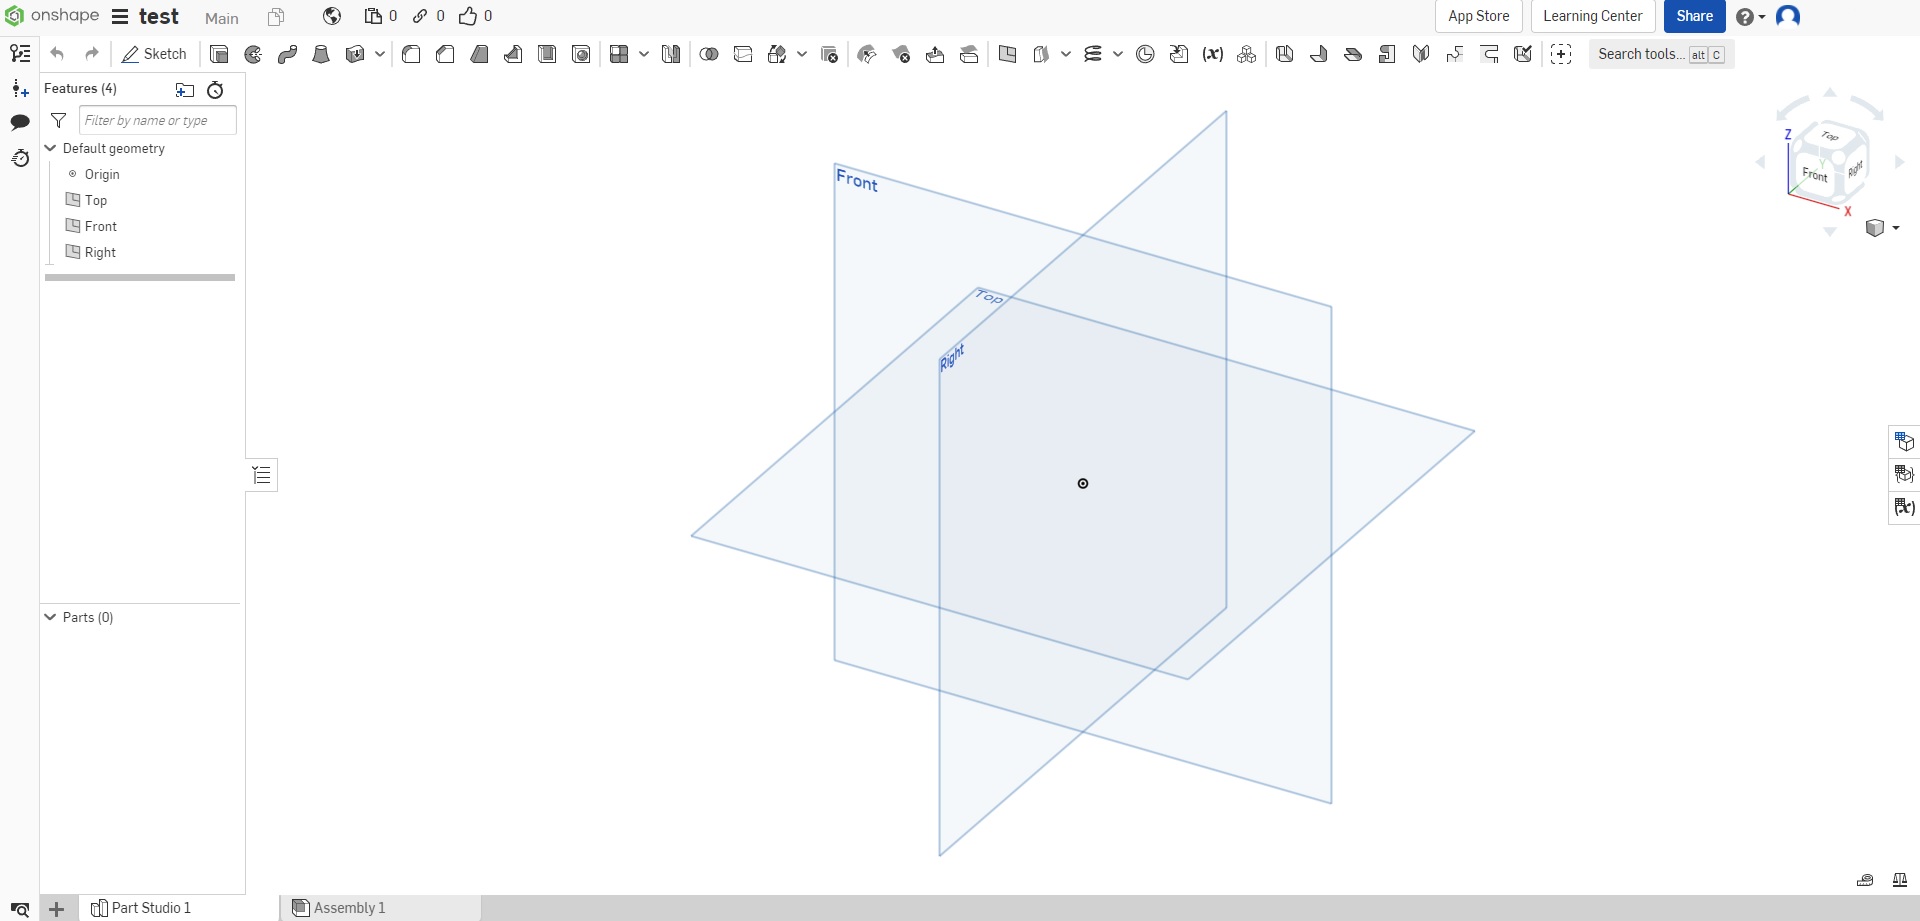 onshape test Main 0 0 0 App Store Learning Center Share
Sketch Search tools... alt C
Features (4)
Filter by name or type
Default geometry
Origin
Top
Front
Right
Parts (0)
Front
Top
Right
Z
Top
Y
Front
Right
X
Part Studio 1 Assembly 1